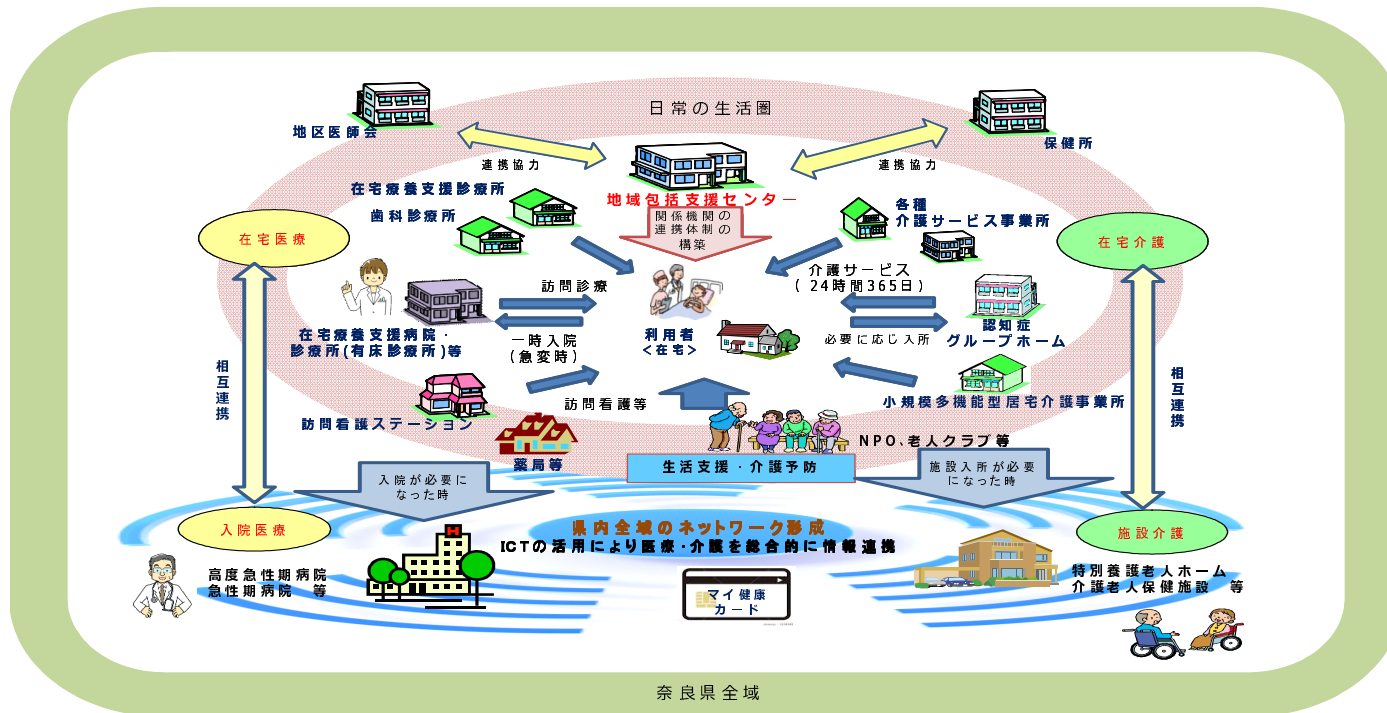 日常の生活圏
地区医師会
保健所
連携協力
連携協力
在宅療養支援診療所
歯科診療所
地域包括支援センター
関係機関の
連携体制の
構築
各種
介護サービス事業所
在宅医療
在宅介護
訪問診療
介護サービス
(24時間365日)
在宅療養支援病院・
診療所(有床診療所)等
一時入院
(急変時)
利用者
<在宅>
必要に応じ入所
認知症
グループホーム
相互連携
相互連携
訪問看護等
小規模多機能型居宅介護事業所
訪問看護ステーション
薬局等
NPO、老人クラブ等
生活支援・介護予防
入院が必要に
なった時
施設入所が必要
になった時
入院医療
施設介護
県内全域のネットワーク形成
ICTの活用により医療・介護を総合的に情報連携
H
高度急性期病院
急性期病院 等
マイ健康
カード
特別養護老人ホーム
介護老人保健施設 等
奈良県全域